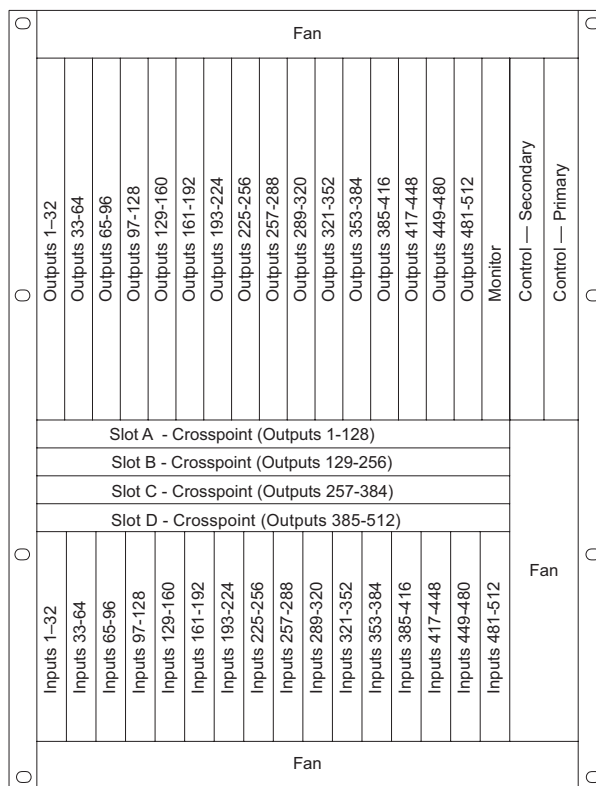 Fan
Outputs 1–32
Outputs 33-64
Outputs 65-96
Outputs 97-128
Outputs 129-160
Outputs 161-192
Outputs 193-224
Outputs 225-256
Outputs 257-288
Outputs 289-320
Outputs 321-352
Outputs 353-384
Outputs 385-416
Outputs 417-448
Outputs 449-480
Outputs 481-512
Monitor
Control — Secondary
Control — Primary
Slot A - Crosspoint (Outputs 1-128)
Slot B - Crosspoint (Outputs 129-256)
Slot C - Crosspoint (Outputs 257-384)
Slot D - Crosspoint (Outputs 385-512)
Inputs 1–32
Inputs 33-64
Inputs 65-96
Inputs 97-128
Inputs 129-160
Inputs 161-192
Inputs 193-224
Inputs 225-256
Inputs 257-288
Inputs 289-320
Inputs 321-352
Inputs 353-384
Inputs 385-416
Inputs 417-448
Inputs 449-480
Inputs 481-512
Fan
Fan